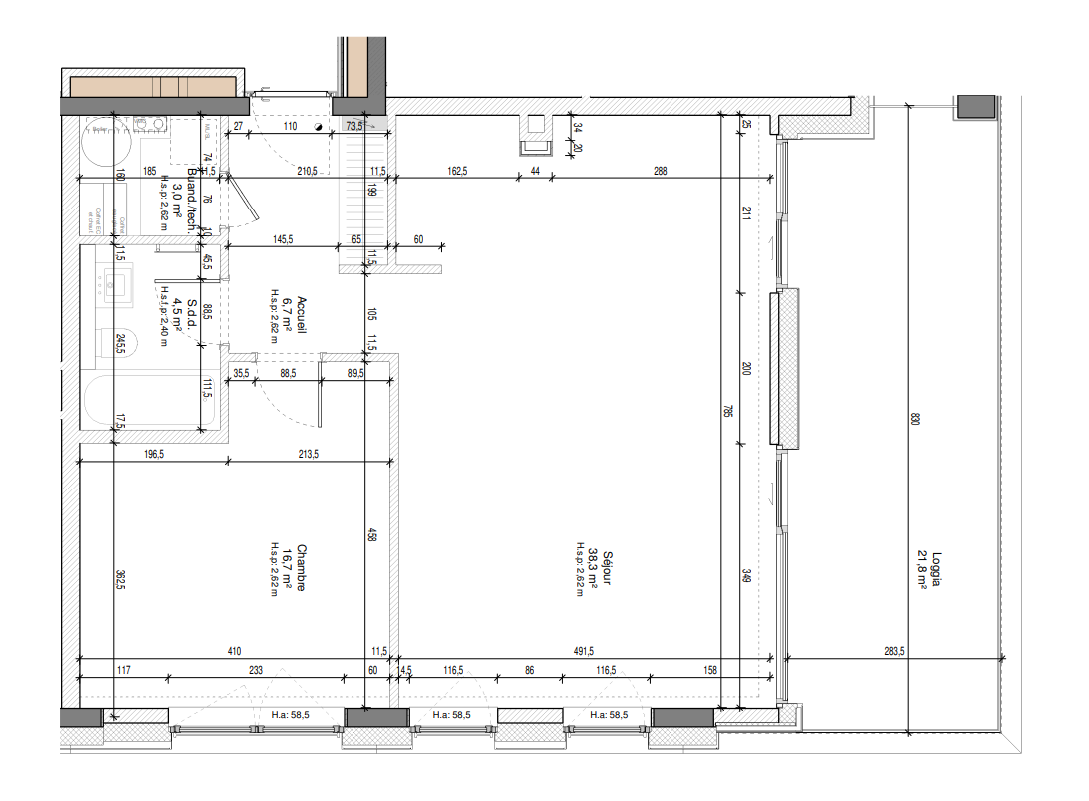 27
110
73,5
34
20
25
74
160
185
11,5
210,5
11,5
162,5
44
288
199
76
Buand./tech.
3,0 m²
H.s.p: 2,62 m
211
10
145,5
65
60
11,5
45,5
11,5
S.d.d.
4,5 m²
H.s.f.p: 2,40 m
88,5
Accueil
6,7 m²
H.s.p: 2,62 m
105
11,5
245,5
35,5
88,5
89,5
111,5
200
785
830
17,5
196,5
213,5
458
362,5
Chambre
16,7 m²
H.s.p: 2,62 m
Séjour
38,3 m²
H.s.p: 2,62 m
349
Loggia
21,8 m²
410
11,5
491,5
283,5
117
233
60
14,5
116,5
86
116,5
158
H.a: 58,5
H.a: 58,5
H.a: 58,5